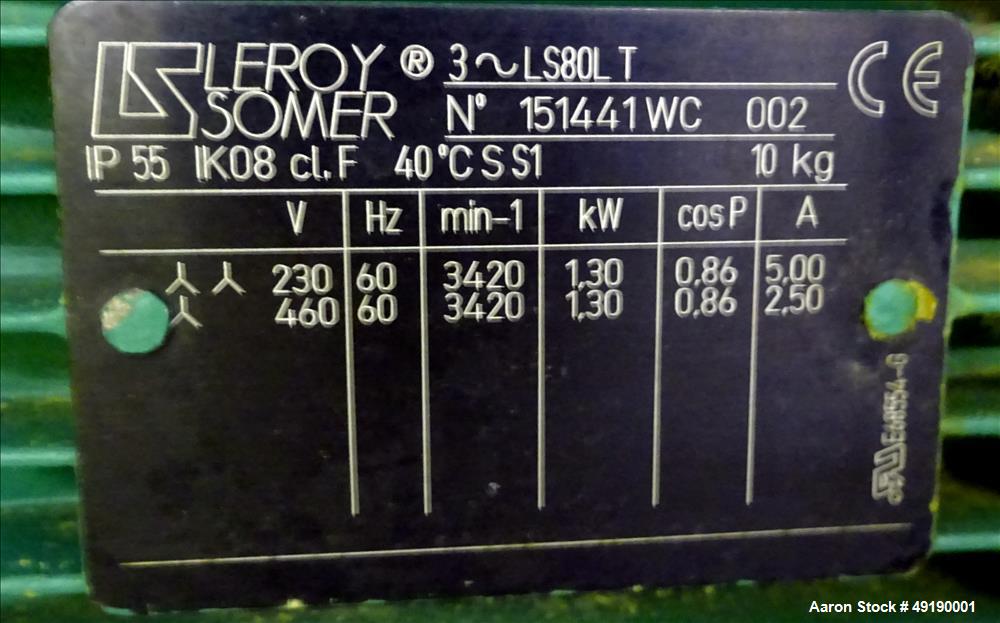 LEROY ® 3~LS80L T CE
SOMER N° 151441WC 002
IP 55 IK08 cl.F 40°C S S1 10 kg
V Hz min-1 kW cosP A
230 60 3420 1,30 0,86 5,00
460 60 3420 1,30 0,86 2,50
E68554-G
Aaron Stock # 49190001